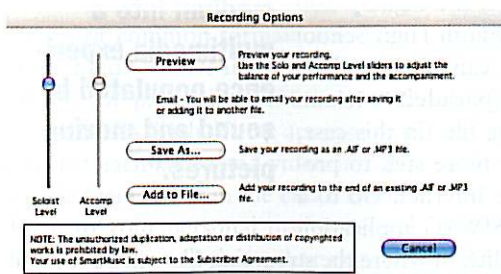 Recording Options
Preview
Preview your recording.
Use the Solo and Accomp Level sliders to adjust the
balance of your performance and the accompaniment.
Email - You will be able to email your recording after saving it
or adding it to another file.
Save As...
Save your recording as an .AIF or .MP3 file.
Add to File...
Add your recording to the end of an existing .AIF or .MP3
file.
Soloist
Level
Accomp.
Level
NOTE: The unauthorized duplication, adaptation or distribution of copyrighted
works is prohibited by law.
Your use of SmartMusic is subject to the Subscriber Agreement.
Cancel